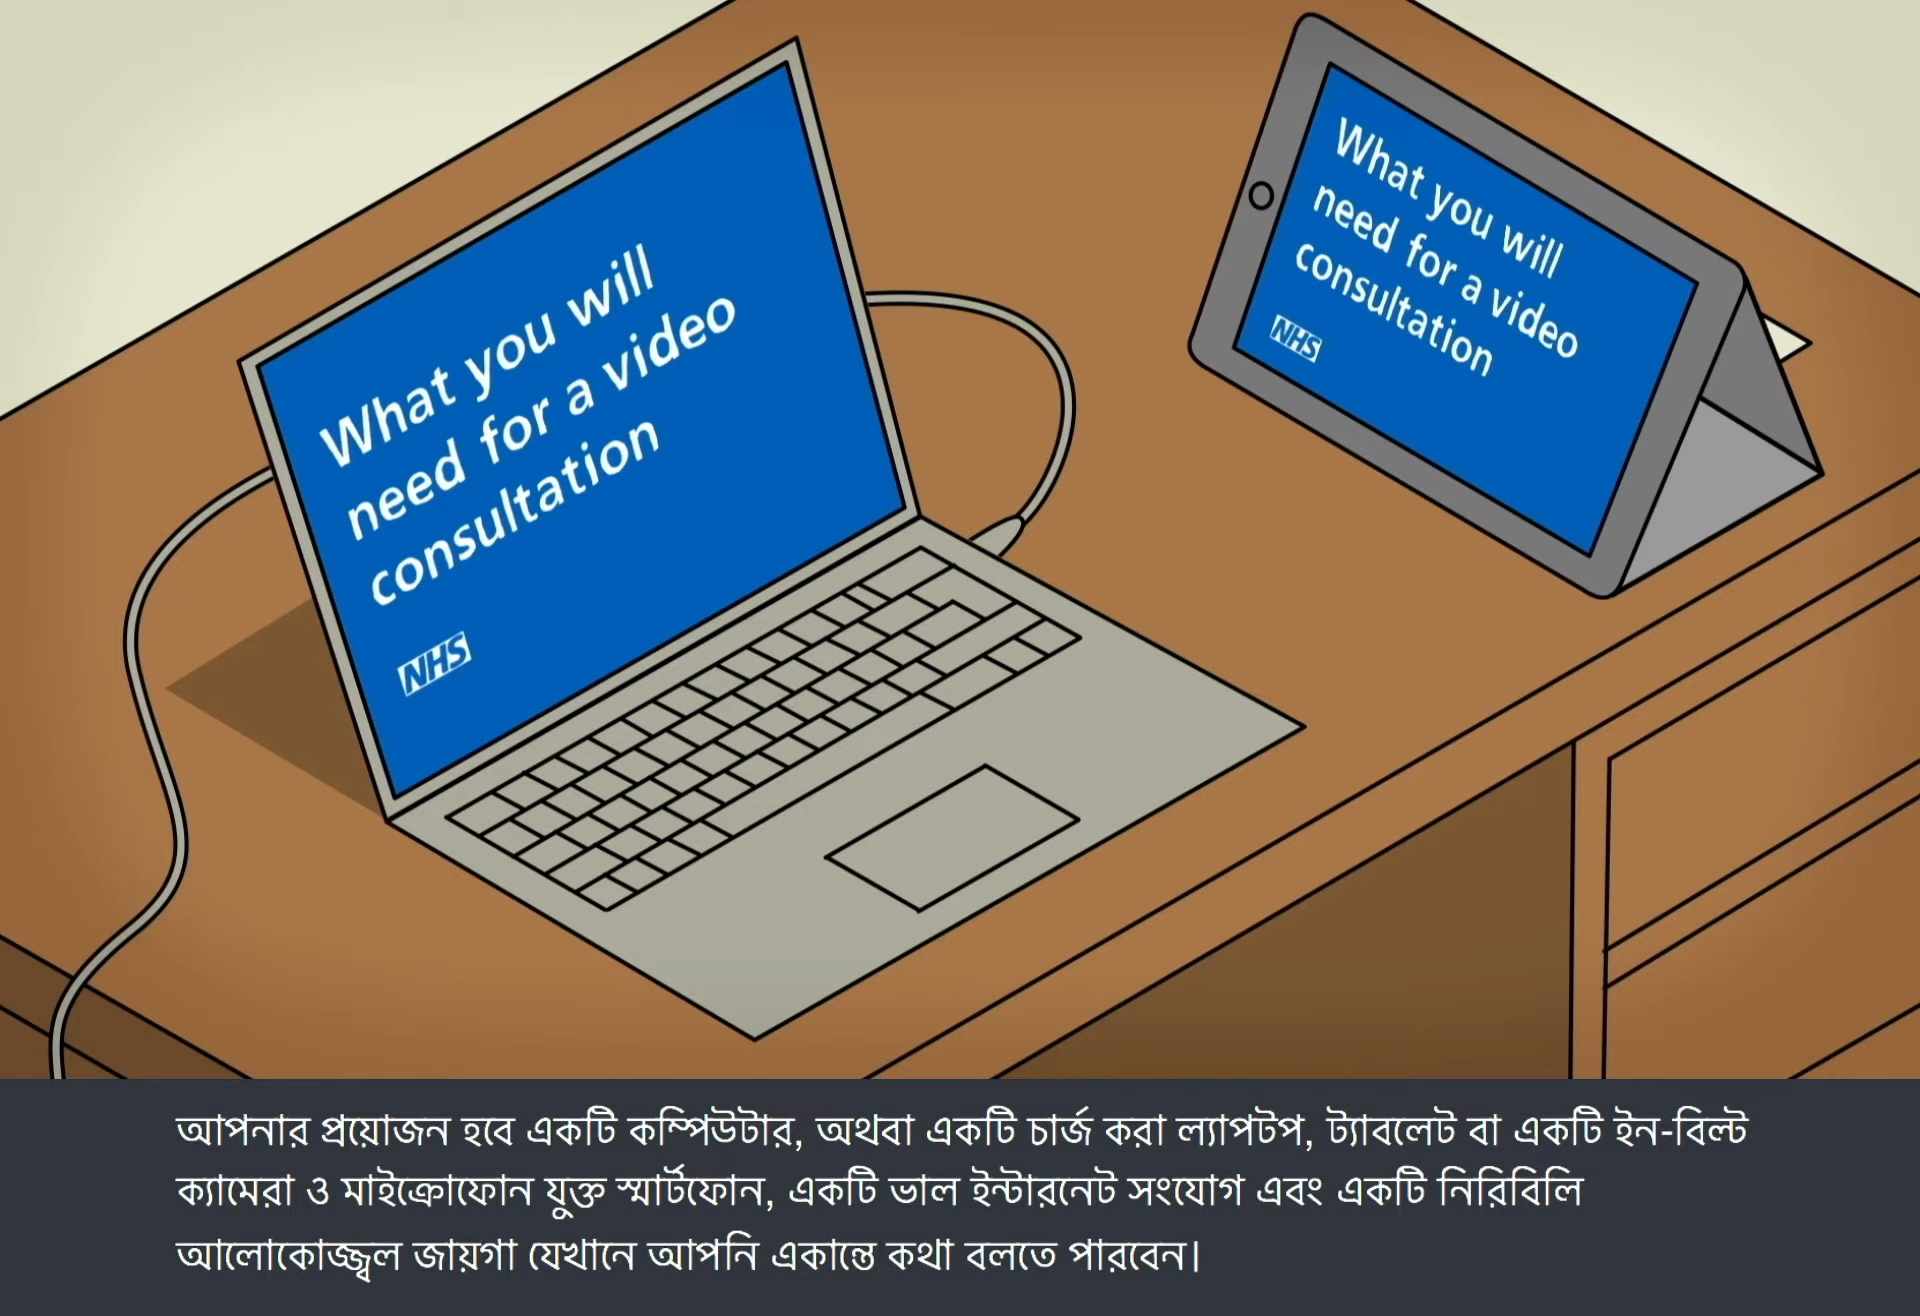 What you will
need for a video
consultation
NHS
What you will
need for a video
consultation
NHS
আপনার প্রয়োজন হবে একটি কম্পিউটার, অথবা একটি চার্জ করা ল্যাপটপ, ট্যাবলেট বা একটি ইন-বিল্ট
ক্যামেরা ও মাইক্রোফোন যুক্ত স্মার্টফোন, একটি ভাল ইন্টারনেট সংযোগ এবং একটি নিরিবিলি
আলোকোজ্জ্বল জায়গা যেখানে আপনি একান্তে কথা বলতে পারবেন।